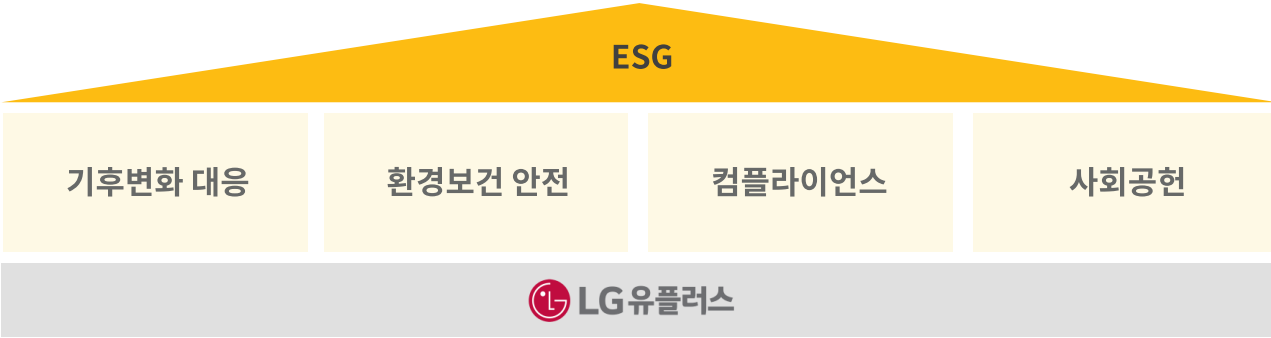 ESG
기후변화 대응
환경보건 안전
컴플라이언스
사회공헌
LG유플러스